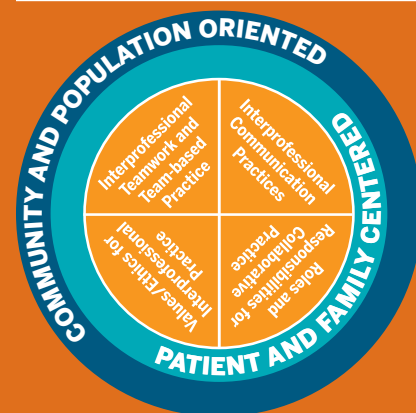 COMMUNITY AND POPULATION ORIENTED
PATIENT AND FAMILY CENTERED
Interprofessional
Teamwork and
Team-based
Practice
Interprofessional
Communication
Practices
Values/Ethics for
Interprofessional
Practice
Roles and
Responsibilities for
Collaborative
Practice